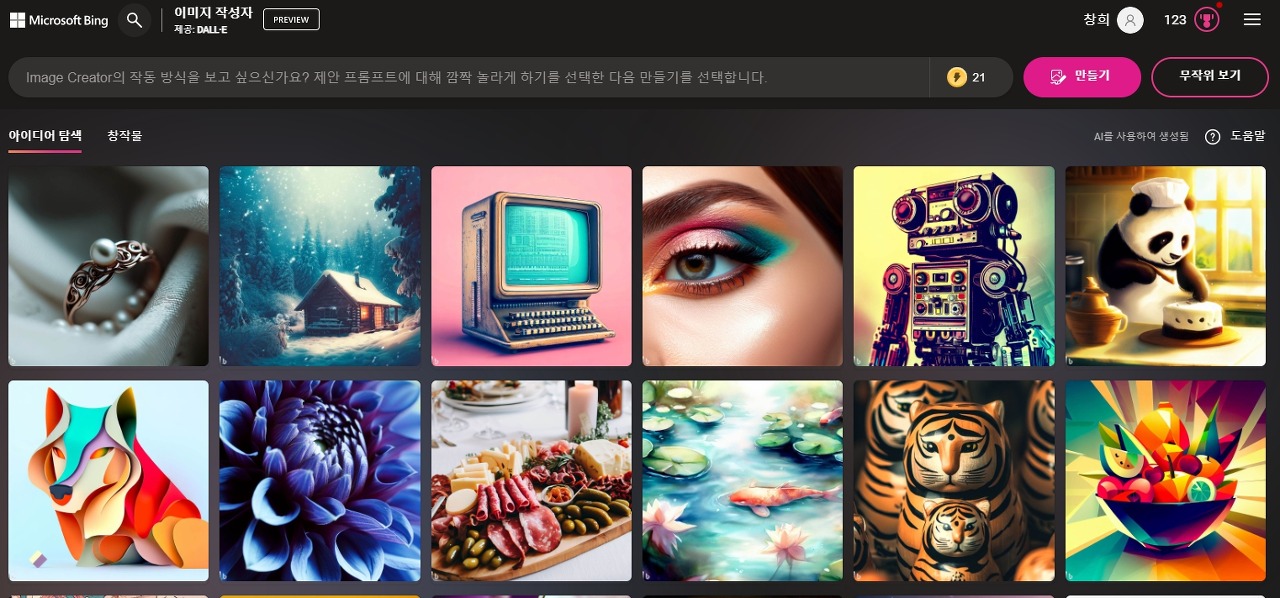 Microsoft Bing
이미지 작성자
제공: DALL·E
PREVIEW
창희
123
Image Creator의 작동 방식을 보고 싶으신가요? 제안 프롬프트에 대해 깜짝 놀라게 하기를 선택한 다음 만들기를 선택합니다.
21
만들기
무작위 보기
아이디어 탐색
창작물
AI를 사용하여 생성됨
? 도움말